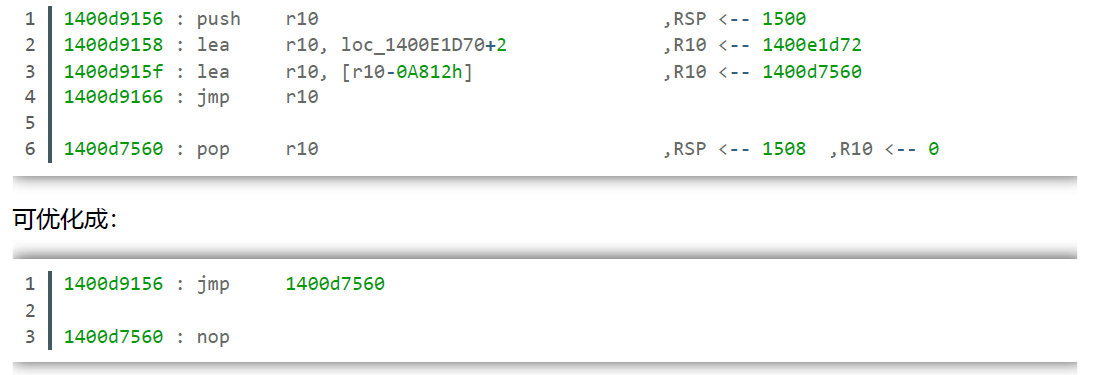 1 1400d9156 : push r10 ,RSP <-- 1500
2 1400d9158 : lea r10, loc_1400E1D70+2 ,R10 <-- 1400e1d72
3 1400d915f : lea r10, [r10-0A812h] ,R10 <-- 1400d7560
4 1400d9166 : jmp r10
5
6 1400d7560 : pop r10 ,RSP <-- 1508 ,R10 <-- 0
可优化成：
1 1400d9156 : jmp 1400d7560
2
3 1400d7560 : nop